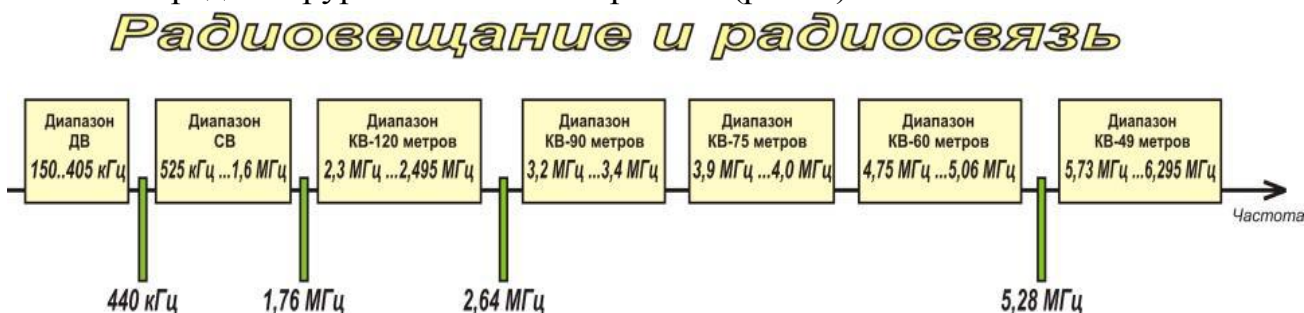 Радиовещание и радиосвязь
Диапазон
ДВ
150..405 кГц
Диапазон
СВ
525 кГц ...1,6 МГц
Диапазон
КВ-120 метров
2,3 МГц ...2,495 МГц
Диапазон
КВ-90 метров
3,2 МГц ...3,4 МГц
Диапазон
КВ-75 метров
3,9 МГц ...4,0 МГц
Диапазон
КВ-60 метров
4,75 МГц ...5,06 МГц
Диапазон
КВ-49 метров
5,73 МГц ...6,295 МГц
Частота
440 кГц
1,76 МГц
2,64 МГц
5,28 МГц